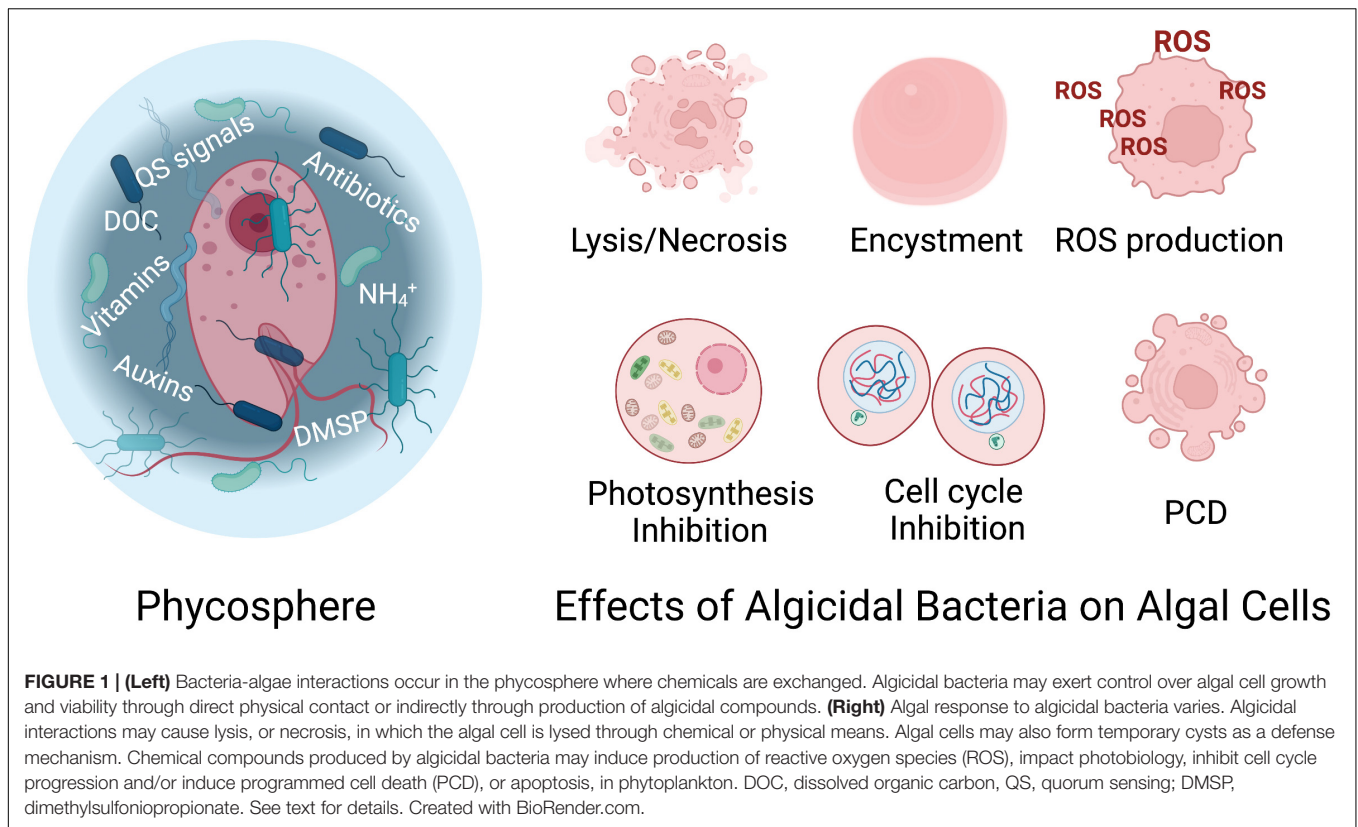 QS signals
Antibiotics
DOC
Vitamins
NH₄⁺
Auxins
DMSP
Phycosphere
ROS
ROS
ROS
ROS
ROS
Lysis/Necrosis
Encystment
ROS production
Photosynthesis
Inhibition
Cell cycle
Inhibition
PCD
Effects of Algicidal Bacteria on Algal Cells
FIGURE 1 | (Left) Bacteria-algae interactions occur in the phycosphere where chemicals are exchanged. Algicidal bacteria may exert control over algal cell growth
and viability through direct physical contact or indirectly through production of algicidal compounds. (Right) Algal response to algicidal bacteria varies. Algicidal
interactions may cause lysis, or necrosis, in which the algal cell is lysed through chemical or physical means. Algal cells may also form temporary cysts as a defense
mechanism. Chemical compounds produced by algicidal bacteria may induce production of reactive oxygen species (ROS), impact photobiology, inhibit cell cycle
progression and/or induce programmed cell death (PCD), or apoptosis, in phytoplankton. DOC, dissolved organic carbon, QS, quorum sensing; DMSP,
dimethylsulfoniopropionate. See text for details. Created with BioRender.com.